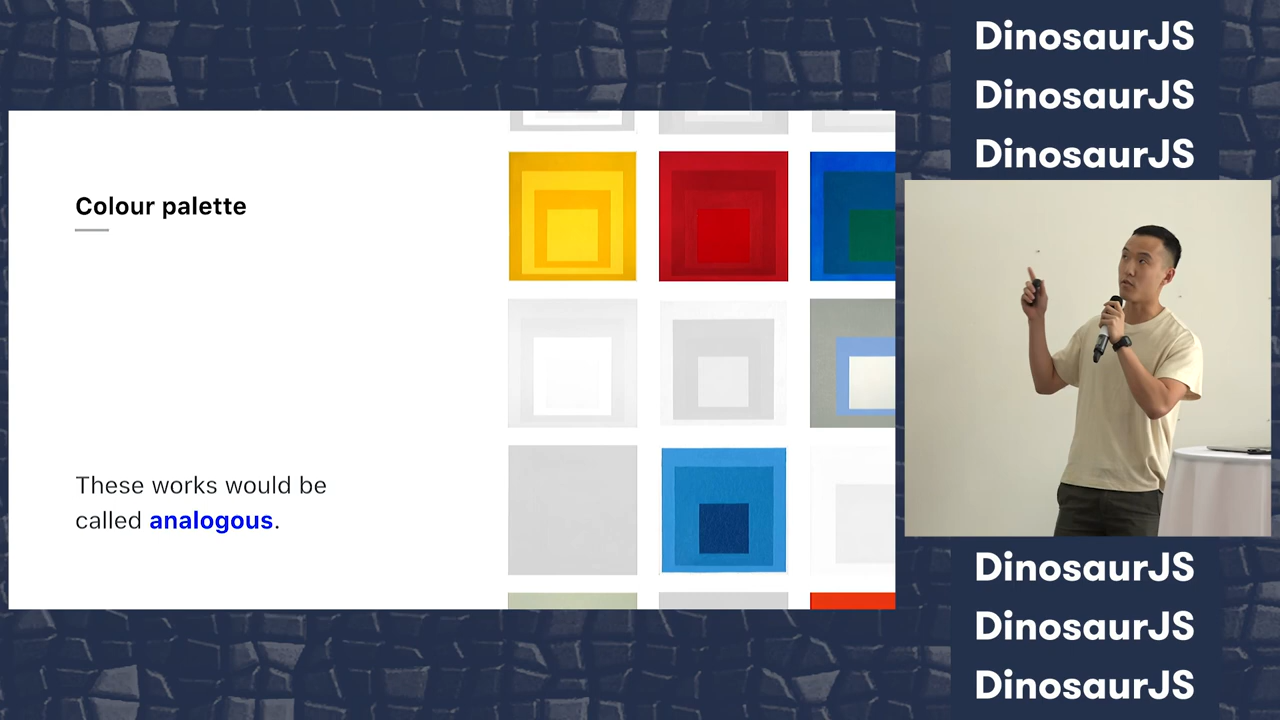 Colour palette
These works would be
called analogous.
DinosaurJS
DinosaurJS
DinosaurJS
DinosaurJS
DinosaurJS
DinosaurJS